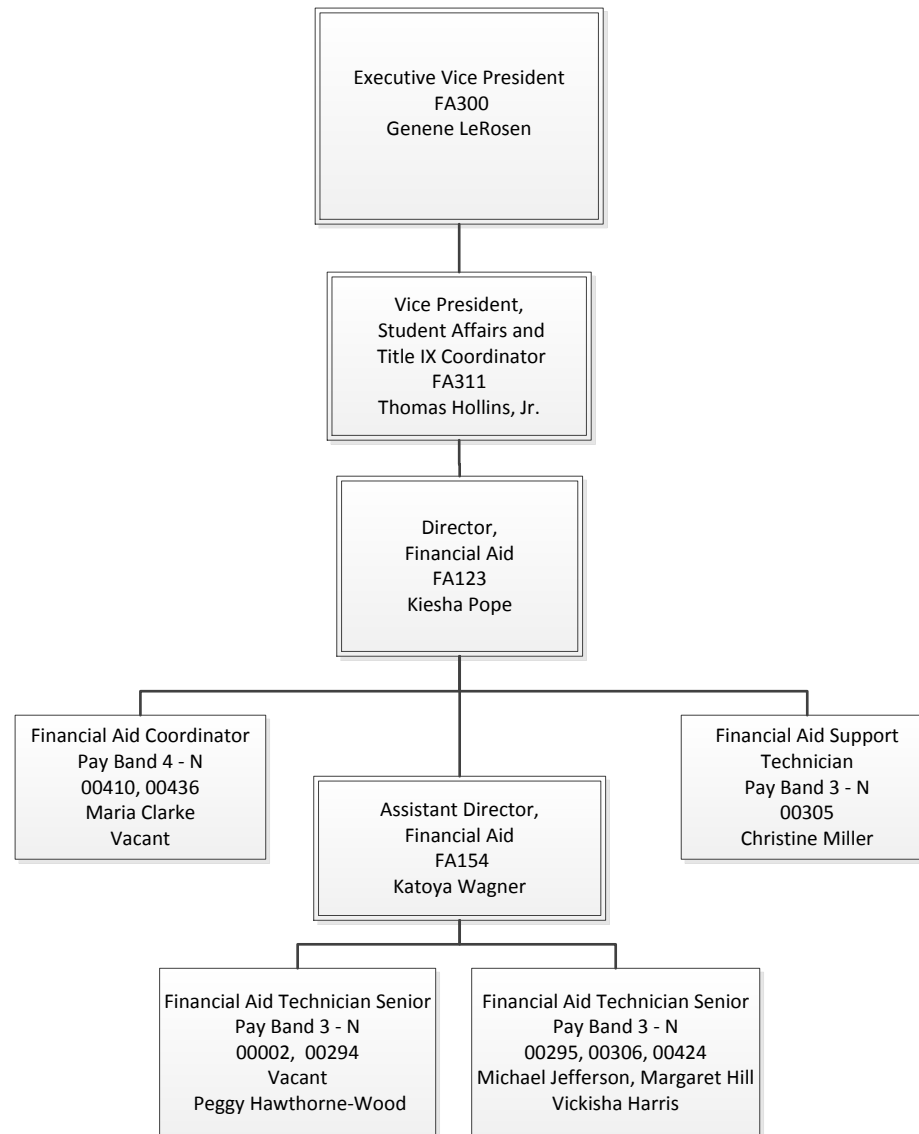 Executive Vice President
FA300
Genene LeRosen
Vice President,
Student Affairs and
Title IX Coordinator
FA311
Thomas Hollins, Jr.
Director,
Financial Aid
FA123
Kiesha Pope
Financial Aid Coordinator
Pay Band 4 - N
00410, 00436
Maria Clarke
Vacant
Assistant Director,
Financial Aid
FA154
Katoya Wagner
Financial Aid Support
Technician
Pay Band 3 - N
00305
Christine Miller
Financial Aid Technician Senior
Pay Band 3 - N
00002,  00294
Vacant
Peggy Hawthorne-Wood
Financial Aid Technician Senior
Pay Band 3 - N
00295, 00306, 00424
Michael Jefferson, Margaret Hill
Vickisha Harris